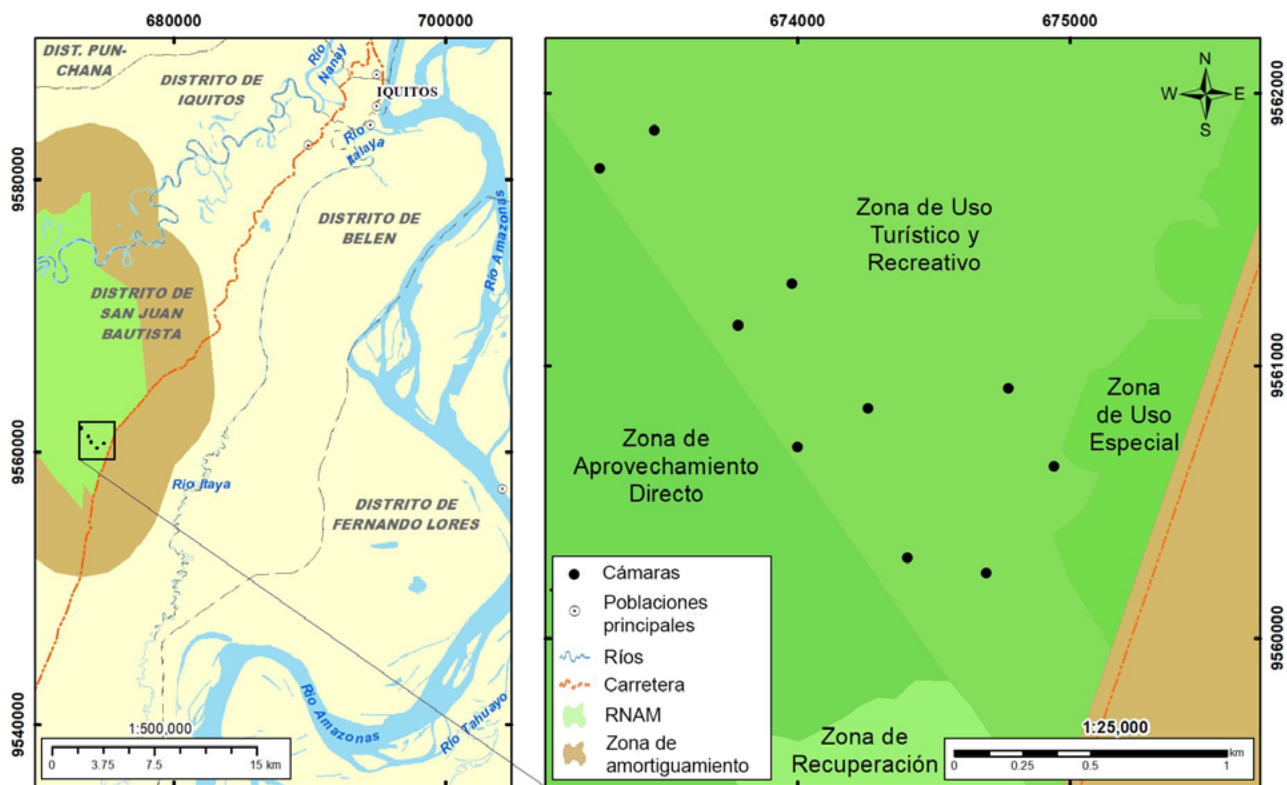 680000
700000
DIST. PUN-
CHANA
DISTRITO DE
IQUITOS
Río
Nanay
IQUITOS
Río
Italaya
9580000
DISTRITO DE
BELEN
Río Amazonas
DISTRITO DE
SAN JUAN
BAUTISTA
9560000
Río Itaya
DISTRITO DE
FERNANDO LORES
Río Amazonas
Río Tahuayo
9540000
1:500,000
0
3.75
7.5
15 km
674000
675000
N
W
E
S
9562000
Zona de Uso
Turístico y
Recreativo
9561000
Zona
de Uso
Especial
Zona de
Aprovechamiento
Directo
9560000
Zona de
Recuperación
1:25,000
km
0
0.25
0.5
1
Cámaras
Poblaciones
principales
Ríos
Carretera
RNAM
Zona de
amortiguamiento